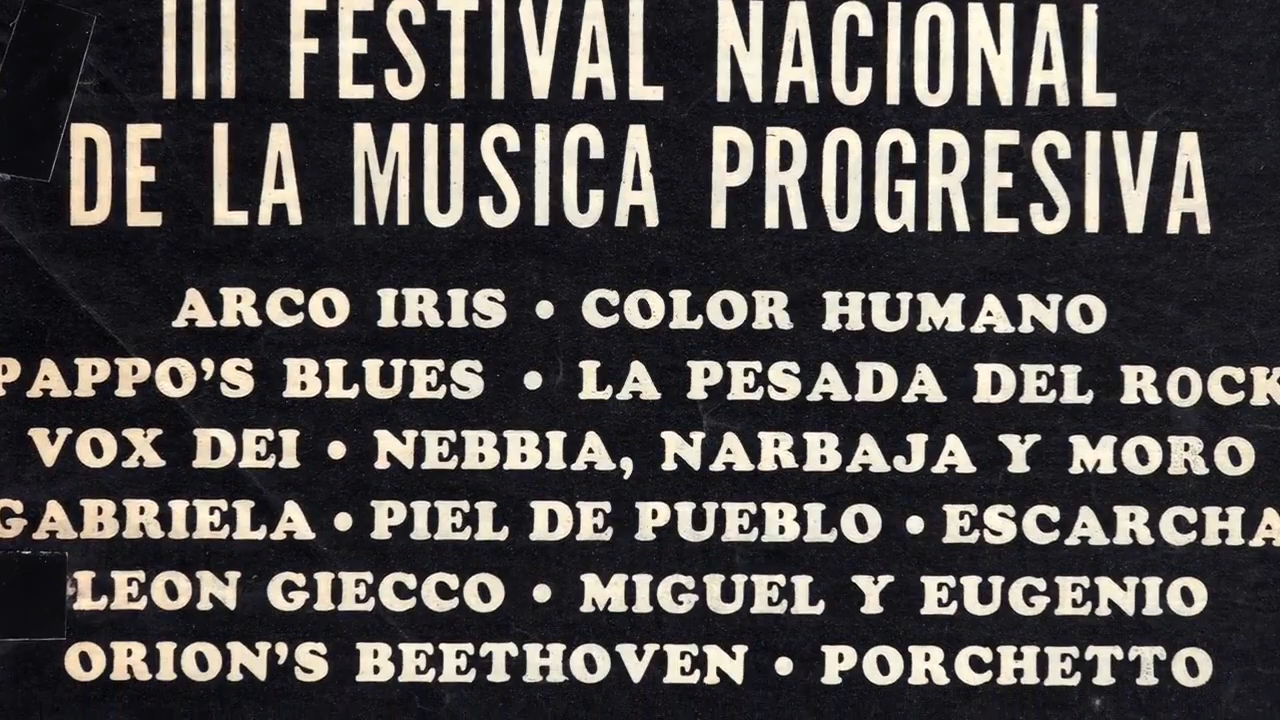 III FESTIVAL NACIONAL
DE LA MUSICA PROGRESIVA
ARCO IRIS • COLOR HUMANO
PAPPO'S BLUES • LA PESADA DEL ROCK
VOX DEI • NEBBIA, NARBAJA Y MORO
GABRIELA • PIEL DE PUEBLO • ESCARCHA
LEON GIECCO • MIGUEL Y EUGENIO
ORION'S BEETHOVEN • PORCHETTO